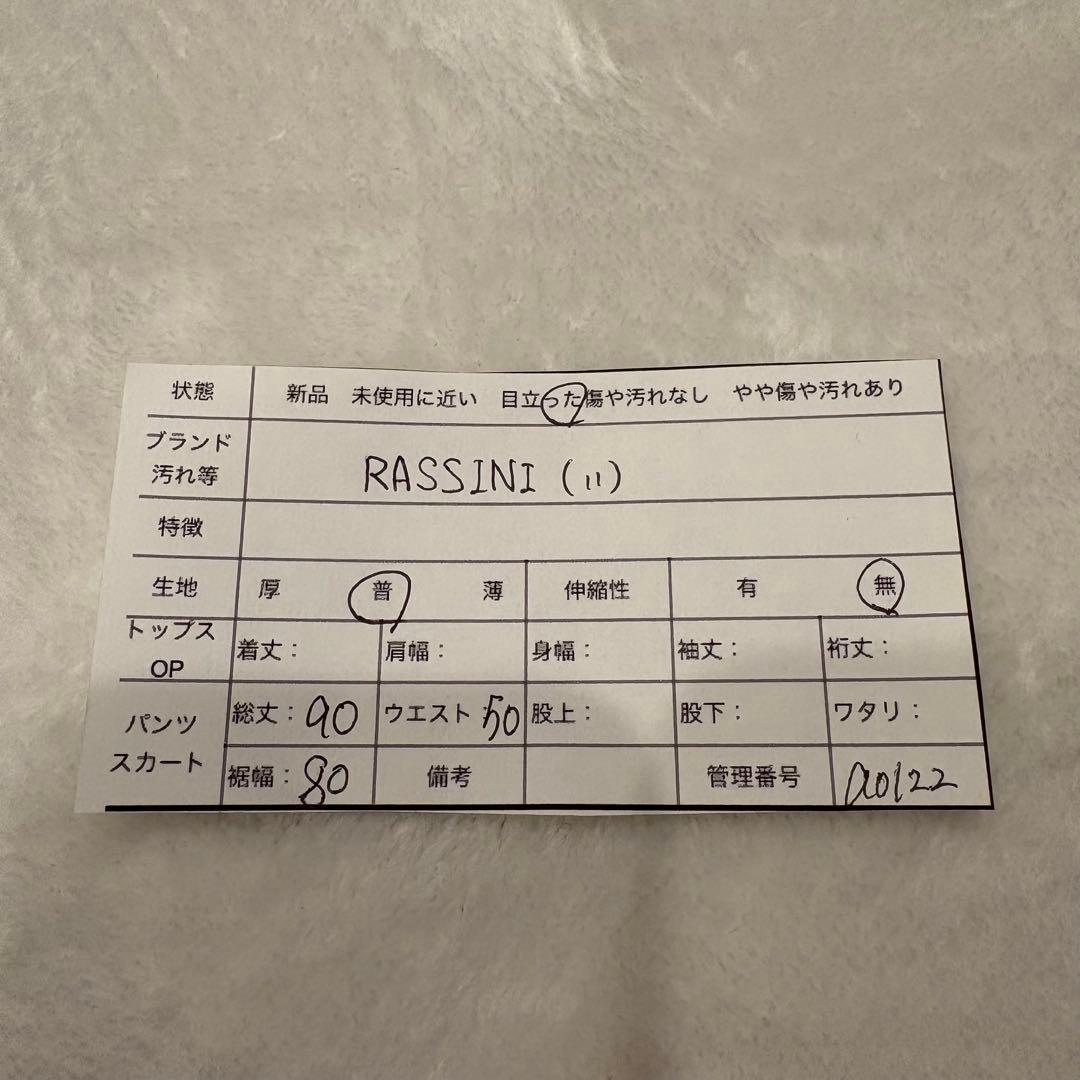 状態 新品 未使用に近い 目立った傷や汚れなし やや傷や汚れあり
ブランド
汚れ等 RASSINI (11)
特徴
生地 厚 普 薄 伸縮性 有 無
トップス
OP 着丈： 肩幅： 身幅： 袖丈： 裄丈：
パンツ
スカート 総丈：90 ウエスト：50 股上： 股下： ワタリ：
裾幅：80 備考 管理番号 a0122